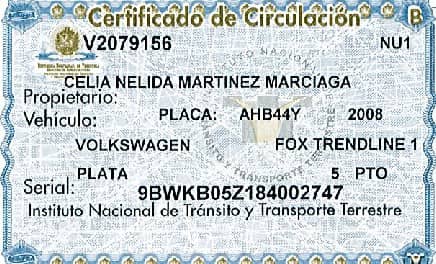 Certificado de Circulación
B
V2079156 NU1
CELIA NELIDA MARTINEZ MARCIAGA
Propietario:
Vehículo: PLACA: AHB44Y 2008
VOLKSWAGEN FOX TRENDLINE 1
PLATA 5 PTO
Serial: 9BWKB05Z184002747
Instituto Nacional de Tránsito y Transporte Terrestre